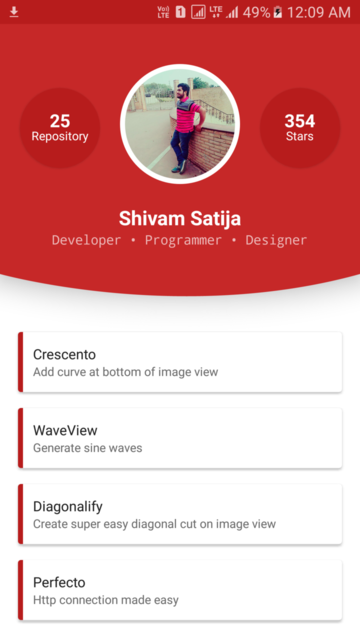 Vo))
LTE
1
LTE
49%
12:09 AM
25
Repository
354
Stars
Shivam Satija
Developer • Programmer • Designer
Crescento
Add curve at bottom of image view
WaveView
Generate sine waves
Diagonalify
Create super easy diagonal cut on image view
Perfecto
Http connection made easy